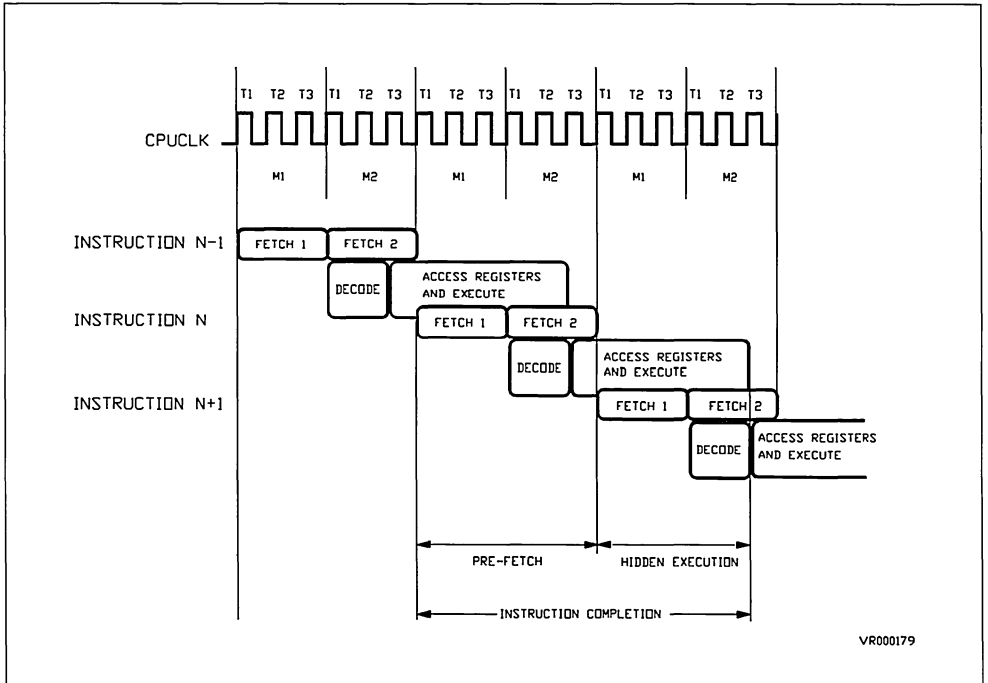 T1 T2 T3 T1 T2 T3 T1 T2 T3 T1 T2 T3 T1 T2 T3 T1 T2 T3
CPUCLK
M1 M2 M1 M2 M1 M2
INSTRUCTION N-1 FETCH 1 FETCH 2
DECODE
ACCESS REGISTERS
AND EXECUTE
INSTRUCTION N FETCH 1 FETCH 2
DECODE
ACCESS REGISTERS
AND EXECUTE
INSTRUCTION N+1 FETCH 1 FETCH 2
DECODE
ACCESS REGISTERS
AND EXECUTE
PRE-FETCH HIDDEN EXECUTION
INSTRUCTION COMPLETION
VR000179